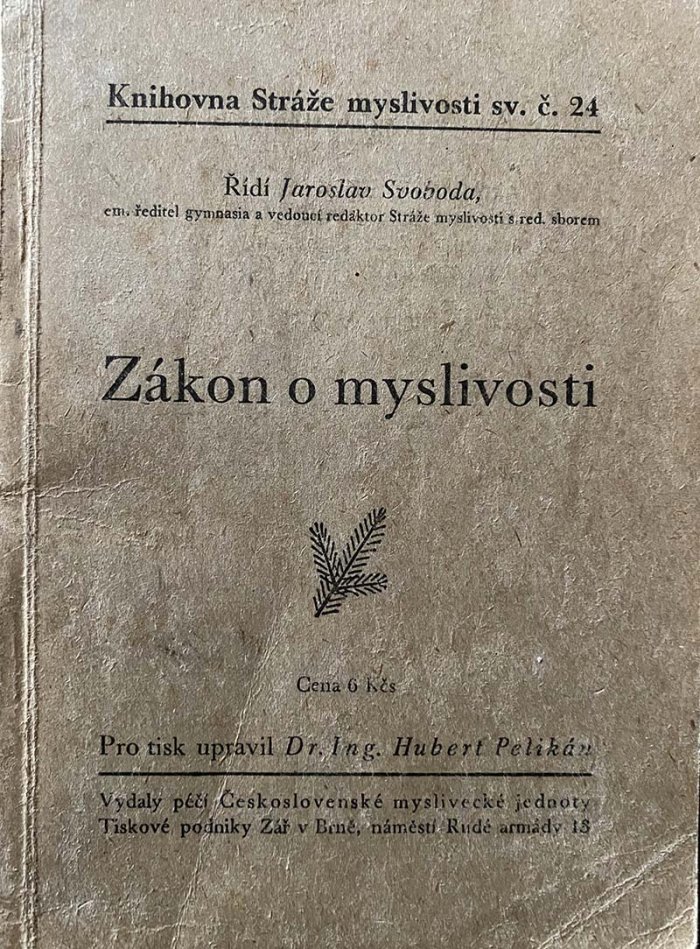 Knihovna Stráže myslivosti sv. č. 24
Řídí Jaroslav Svoboda,
em. ředitel gymnasia a vedoucí redaktor Stráže myslivosti s red. sborem
Zákon o myslivosti
Cena 6 Kčs
Pro tisk upravil Dr. Ing. Hubert Pelikán
Vydaly péčí Československé myslivecké jednoty
Tiskové podniky Zář v Brně, náměstí Rudé armády 18